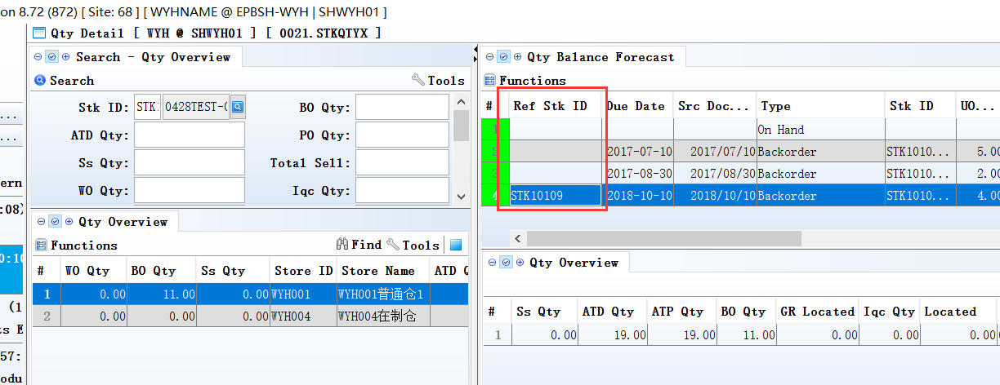 on 8.72 (872) [ Site: 68 ] [ WYHNAME @ EPBSH-WYH | SHWYH01 ]
Qty Detail [ WYH @ SHWYH01 ] [ 0021.STKQTYX ]
Search - Qty Overview
Search Tools
Stk ID: STK 0428TEST- BO Qty:
ATD Qty: PO Qty:
Ss Qty: Total Sell:
WO Qty: Iqc Qty:
Qty Overview
Functions Find Tools
# WO Qty BO Qty Ss Qty Store ID Store Name ATD Q
1 0.00 11.00 0.00 WYH001 WYH001普通仓1
2 0.00 0.00 0.00 WYH004 WYH004在制仓
Qty Balance Forecast
Functions
# Ref Stk ID Due Date Src Doc... Type Stk ID UO...
1 On Hand
2 2017-07-10 2017/07/10 Backorder STK1010... 5.00
3 2017-08-30 2017/08/30 Backorder STK1010... 2.00
4 STK10109 2018-10-10 2018/10/10 Backorder STK1010... 4.00
Qty Overview
# Ss Qty ATD Qty ATP Qty BO Qty GR Located Iqc Qty Located
1 0.00 19.00 19.00 11.00 0.00 0.00 0.00
...
...
ern
:08)
0:10
(1
ts E
57:
odu